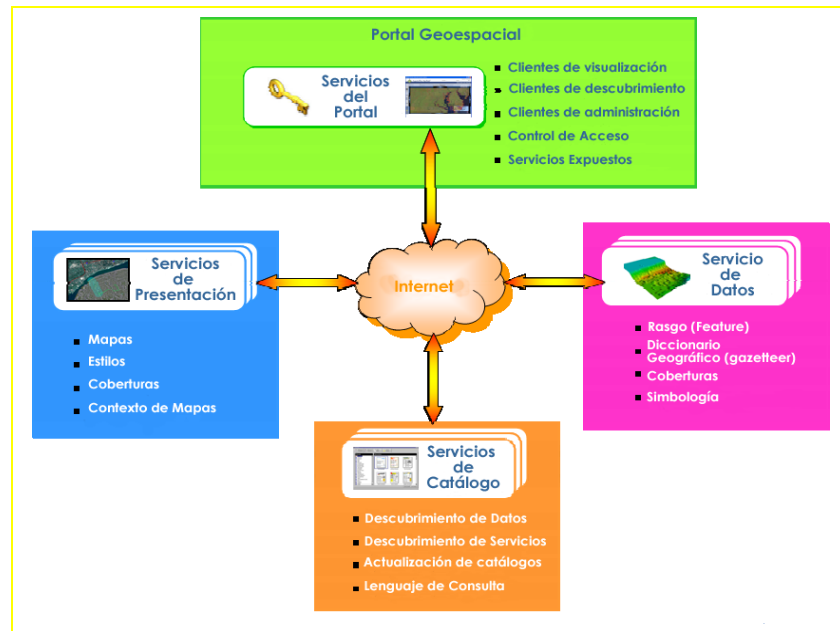 Portal Geoespacial
Servicios
del
Portal
Clientes de visualización
Clientes de descubrimiento
Clientes de administración
Control de Acceso
Servicios Expuestos
Servicios
de
Presentación
Mapas
Estilos
Coberturas
Contexto de Mapas
Internet
Servicio
de
Datos
Rasgo (Feature)
Diccionario
Geográfico (gazetteer)
Coberturas
Simbología
Servicios
de
Catálogo
Descubrimiento de Datos
Descubrimiento de Servicios
Actualización de catálogos
Lenguaje de Consulta